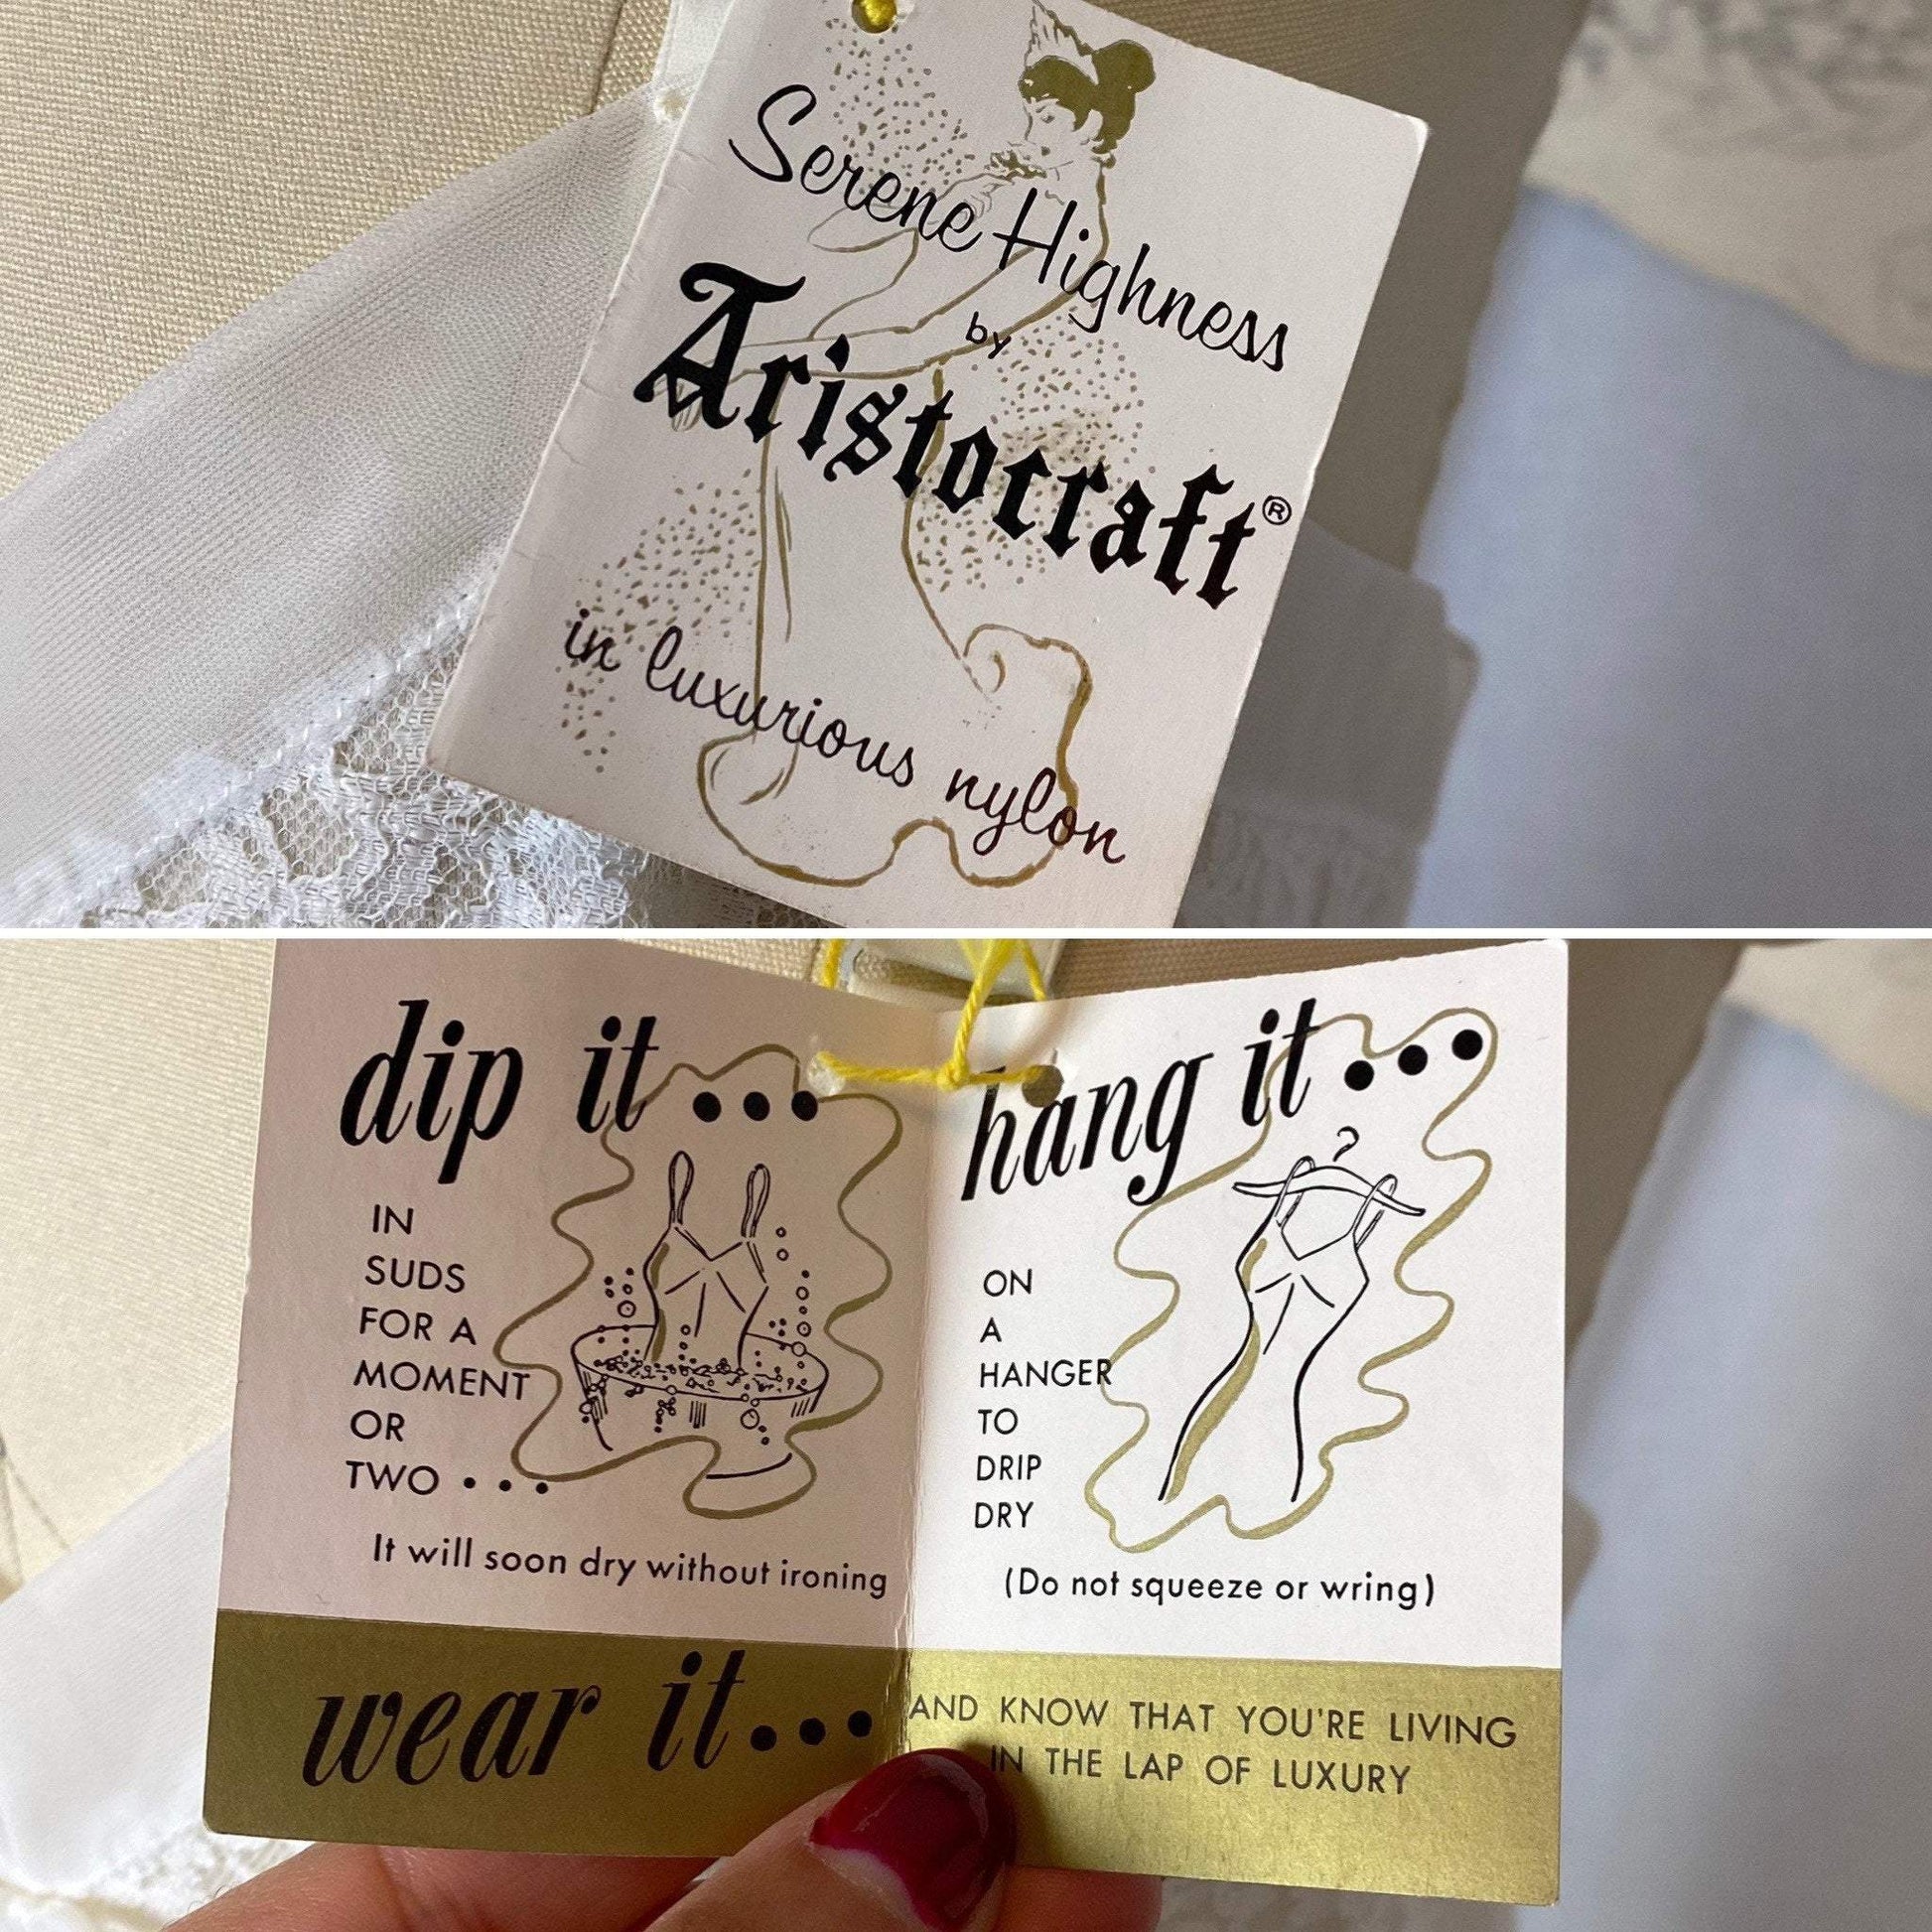 Serene Highness
by
Aristocraft®
in luxurious nylon
dip it...
IN
SUDS
FOR A
MOMENT
OR
TWO...
It will soon dry without ironing
hang it...
ON
A
HANGER
TO
DRIP
DRY
(Do not squeeze or wring)
wear it...
AND KNOW THAT YOU'RE LIVING
IN THE LAP OF LUXURY